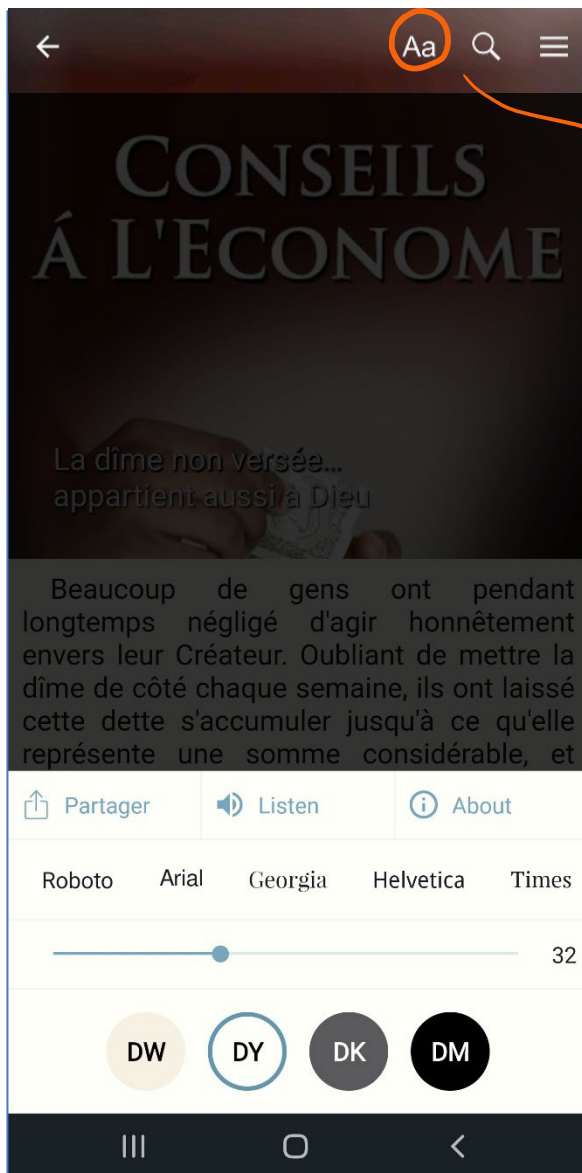 Aa
CONSEILS
Á L'ECONOME
La dîme non versée...
appartient aussi à Dieu
Beaucoup de gens ont pendant
longtemps négligé d'agir honnêtement
envers leur Créateur. Oubliant de mettre la
dîme de côté chaque semaine, ils ont laissé
cette dette s'accumuler jusqu'à ce qu'elle
représente une somme considérable, et
Partager Listen About
Roboto Arial Georgia Helvetica Times
32
DW DY DK DM